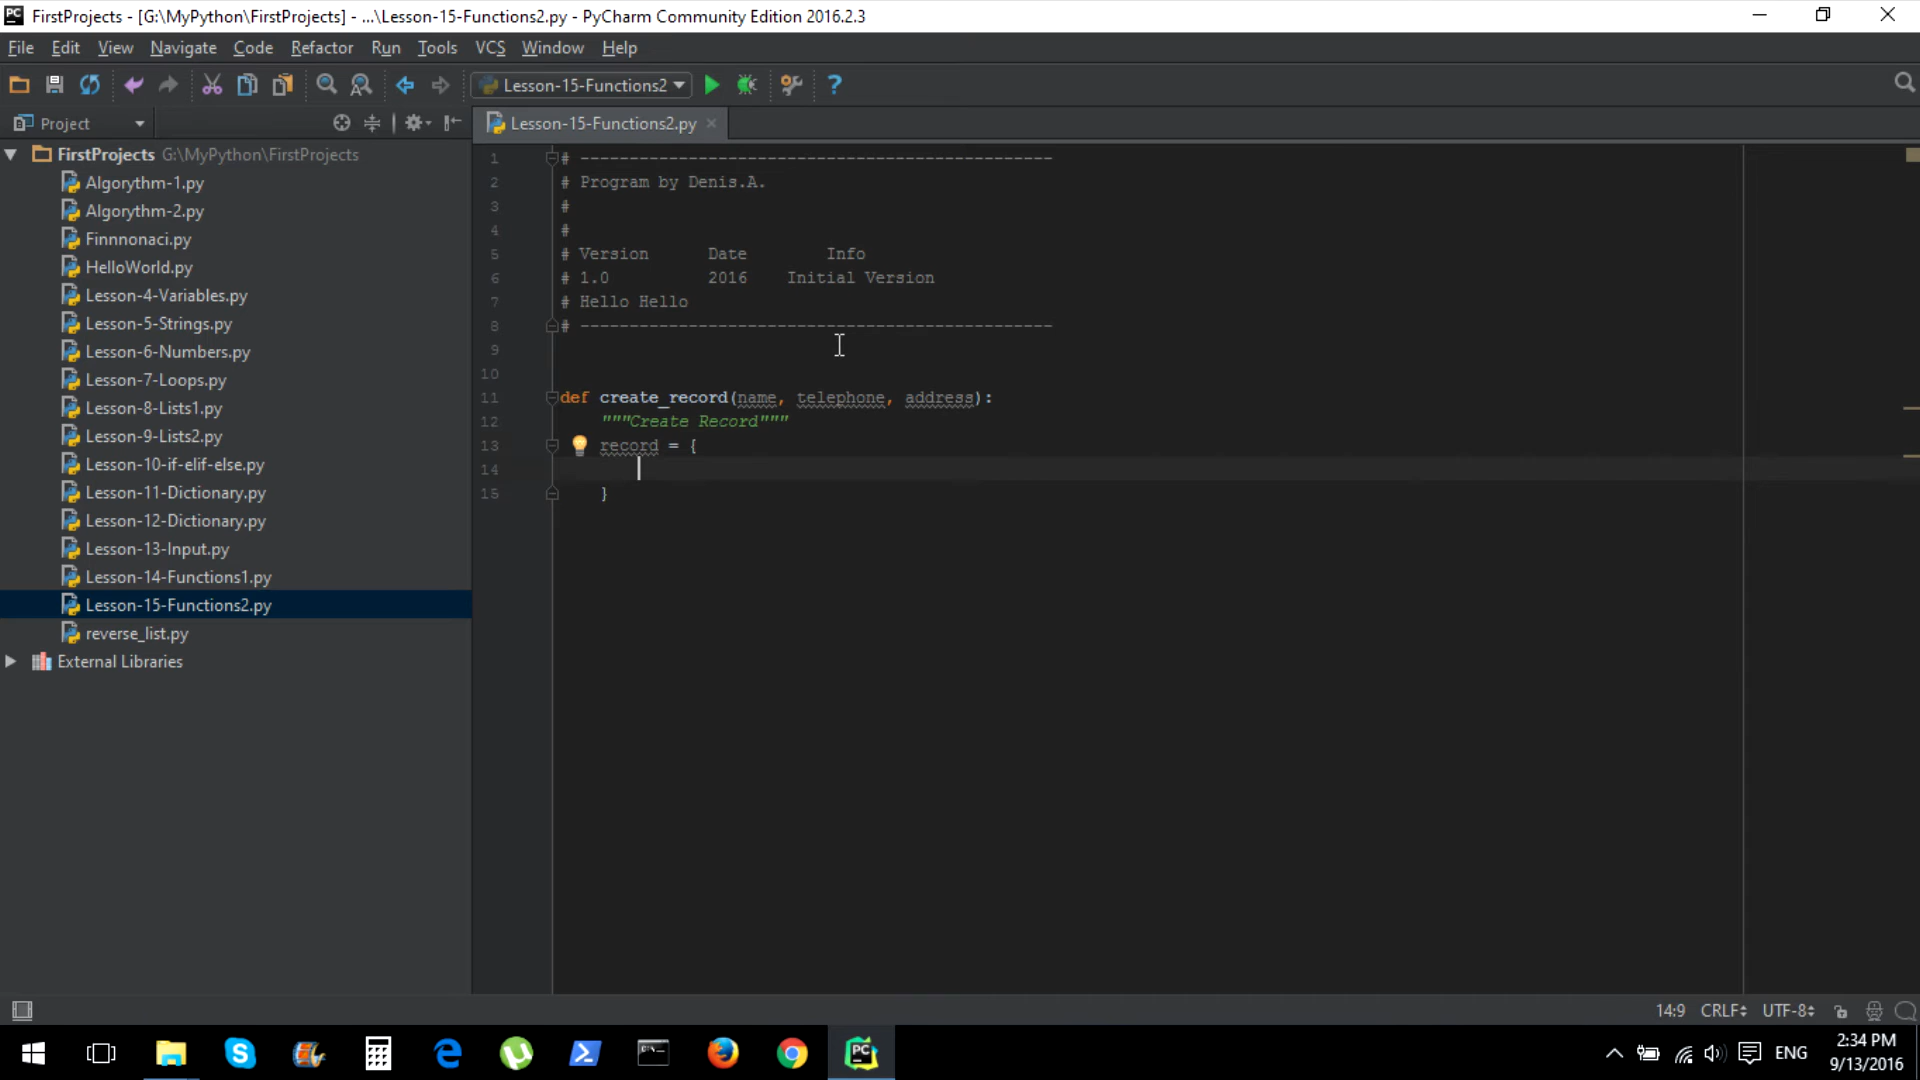 FirstProjects - [G:\MyPython\FirstProjects] - ...\Lesson-15-Functions2.py - PyCharm Community Edition 2016.2.3
File Edit View Navigate Code Refactor Run Tools VCS Window Help
Lesson-15-Functions2
Project
Lesson-15-Functions2.py
FirstProjects G:\MyPython\FirstProjects
Algorythm-1.py
Algorythm-2.py
Finnnonaci.py
HelloWorld.py
Lesson-4-Variables.py
Lesson-5-Strings.py
Lesson-6-Numbers.py
Lesson-7-Loops.py
Lesson-8-Lists1.py
Lesson-9-Lists2.py
Lesson-10-if-elif-else.py
Lesson-11-Dictionary.py
Lesson-12-Dictionary.py
Lesson-13-Input.py
Lesson-14-Functions1.py
Lesson-15-Functions2.py
reverse_list.py
External Libraries
1 # ------------------------------------------------
2 # Program by Denis.A.
3 #
4 #
5 # Version Date Info
6 # 1.0 2016 Initial Version
7 # Hello Hello
8 # ------------------------------------------------
9
10
11 def create_record(name, telephone, address):
12 """Create Record"""
13 record = {
14
15 }
14:9 CRLF UTF-8
ENG
2:34 PM
9/13/2016